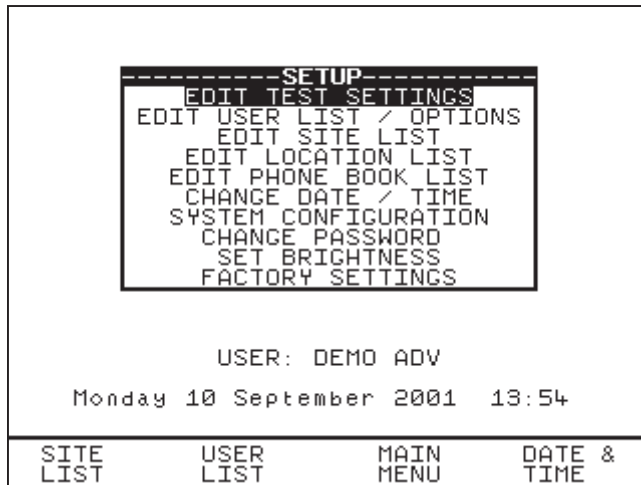 ----------SETUP-----------
EDIT TEST SETTINGS
EDIT USER LIST / OPTIONS
EDIT SITE LIST
EDIT LOCATION LIST
EDIT PHONE BOOK LIST
CHANGE DATE / TIME
SYSTEM CONFIGURATION
CHANGE PASSWORD
SET BRIGHTNESS
FACTORY SETTINGS
USER: DEMO ADV
Monday 10 September 2001 13:54
SITE LIST
USER LIST
MAIN MENU
DATE & TIME